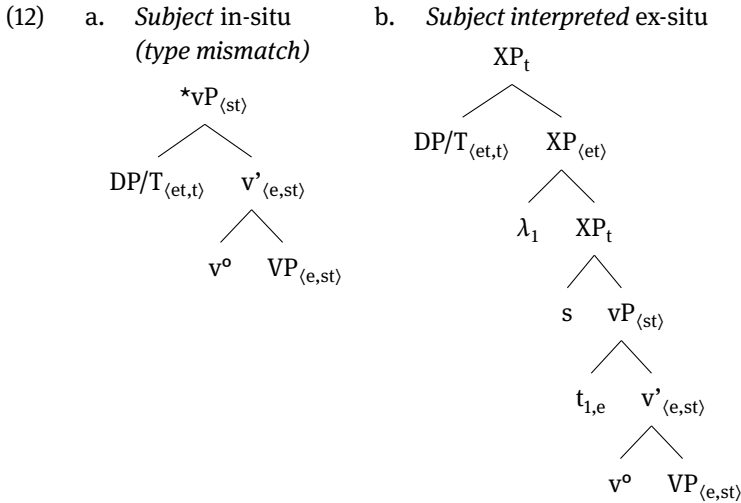 (12) a. Subject in-situ b. Subject interpreted ex-situ
(type mismatch)
*vP⟨st⟩
DP/T⟨et,t⟩ v’⟨e,st⟩
v° VP⟨e,st⟩
XPt
DP/T⟨et,t⟩ XP⟨et⟩
λ1 XPt
s vP⟨st⟩
t1,e v’⟨e,st⟩
v° VP⟨e,st⟩